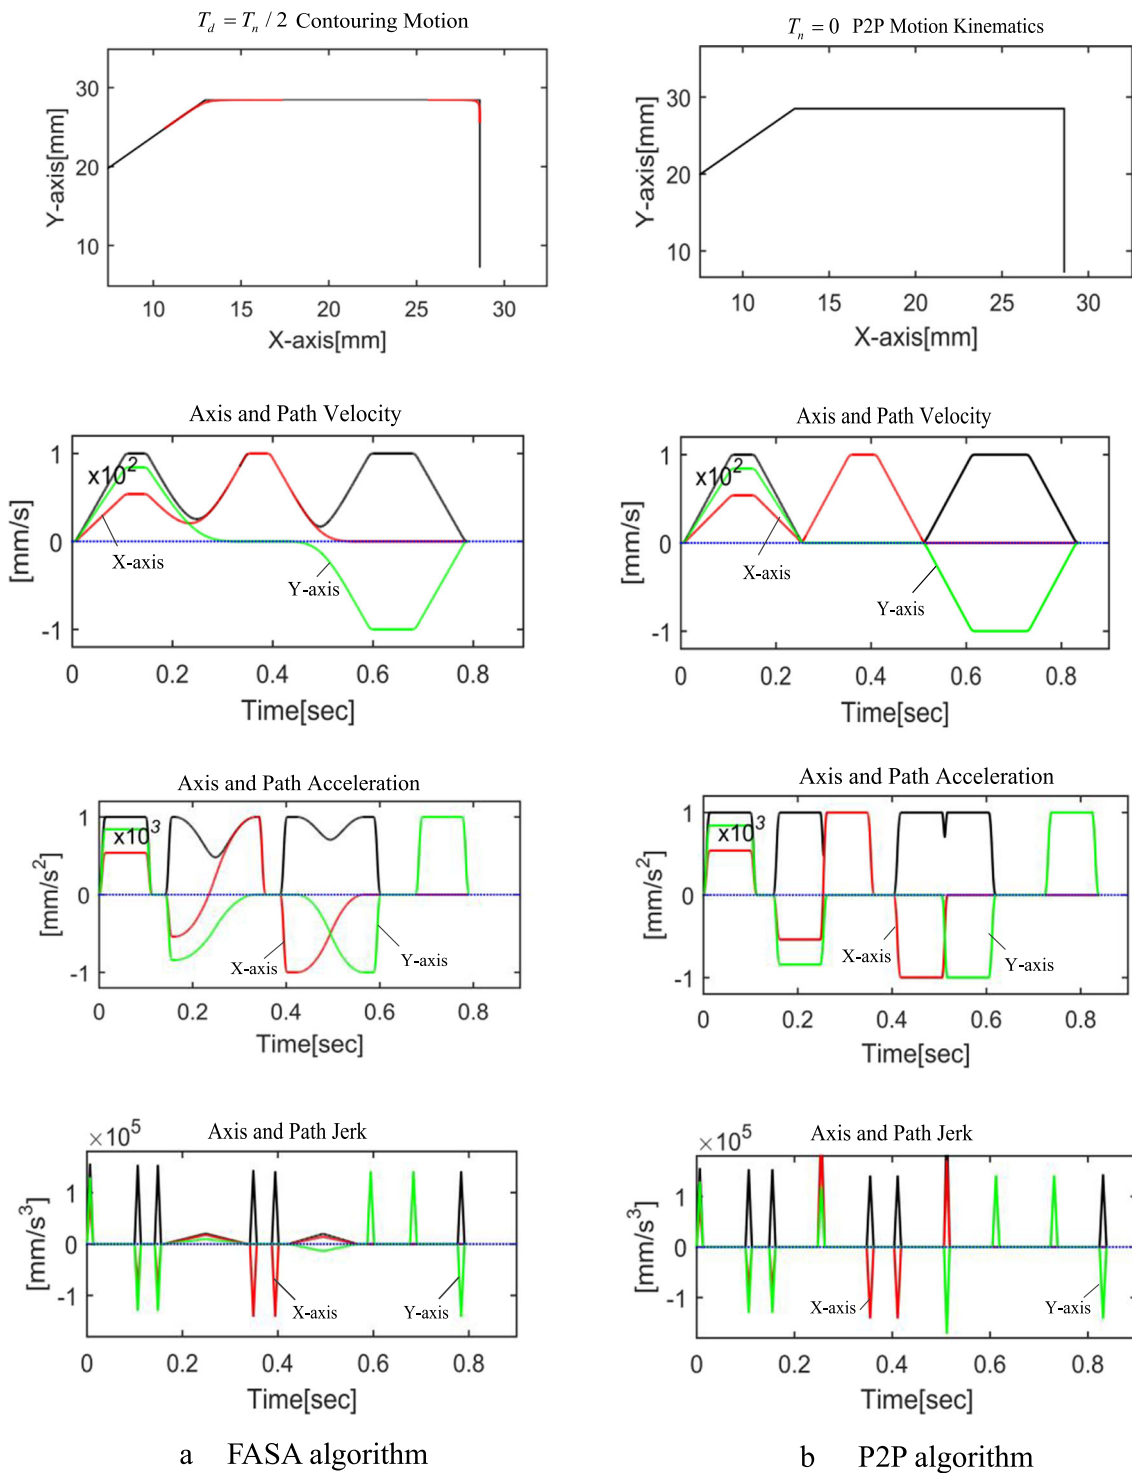 T_d = T_n / 2 Contouring Motion
30
20
10
Y-axis[mm]
10 15 20 25 30
X-axis[mm]
Axis and Path Velocity
1
0
-1
x10^2
[mm/s]
X-axis
Y-axis
0 0.2 0.4 0.6 0.8
Time[sec]
Axis and Path Acceleration
1
0
-1
x10^3
[mm/s^2]
X-axis
Y-axis
0 0.2 0.4 0.6 0.8
Time[sec]
×10^5
Axis and Path Jerk
1
0
-1
[mm/s^3]
X-axis
Y-axis
0 0.2 0.4 0.6 0.8
Time[sec]
a FASA algorithm
T_n = 0 P2P Motion Kinematics
30
20
10
Y-axis[mm]
10 15 20 25 30
X-axis[mm]
Axis and Path Velocity
1
0
-1
x10^2
[mm/s]
X-axis
Y-axis
0 0.2 0.4 0.6 0.8
Time[sec]
Axis and Path Acceleration
1
0
-1
x10^3
[mm/s^2]
X-axis
Y-axis
0 0.2 0.4 0.6 0.8
Time[sec]
×10^5
Axis and Path Jerk
1
0
-1
[mm/s^3]
X-axis
Y-axis
0 0.2 0.4 0.6 0.8
Time[sec]
b P2P algorithm